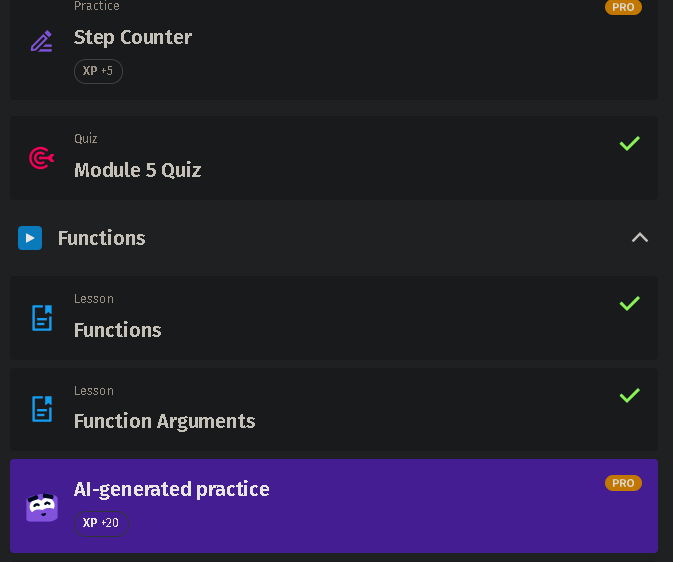 Practice
PRO
Step Counter
XP +5
Quiz
Module 5 Quiz
Functions
Lesson
Functions
Lesson
Function Arguments
AI-generated practice
PRO
XP +20